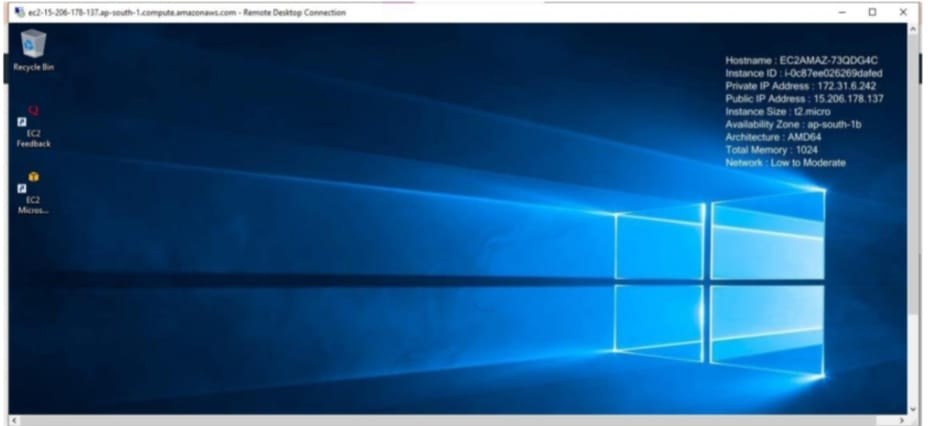 ec2-15-206-178-137.ap-south-1.compute.amazonaws.com - Remote Desktop Connection
Recycle Bin
EC2
Feedback
EC2
Micros...
Hostname : EC2AMAZ-73QDG4C
Instance ID : i-0c87ee026269dafed
Private IP Address : 172.31.6.242
Public IP Address : 15.206.178.137
Instance Size : t2.micro
Availability Zone : ap-south-1b
Architecture : AMD64
Total Memory : 1024
Network : Low to Moderate